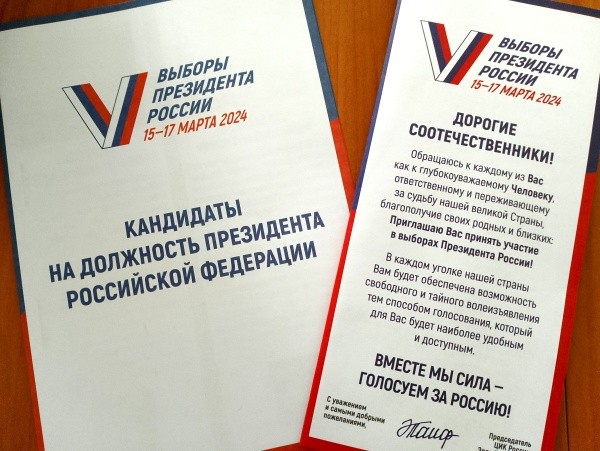 ВЫБОРЫ
ПРЕЗИДЕНТА
РОССИИ
15–17 МАРТА 2024
КАНДИДАТЫ
НА ДОЛЖНОСТЬ ПРЕЗИДЕНТА
РОССИЙСКОЙ ФЕДЕРАЦИИ
ВЫБОРЫ
ПРЕЗИДЕНТА
РОССИИ
15–17 МАРТА 2024
ДОРОГИЕ
СООТЕЧЕСТВЕННИКИ!
Обращаюсь к каждому из Вас
как к глубокоуважаемому Человеку,
ответственному и переживающему
за судьбу нашей великой Страны,
благополучие своих родных и близких:
Приглашаю Вас принять участие
в выборах Президента России!
В каждом уголке нашей страны
Вам будет обеспечена возможность
свободного и тайного волеизъявления
тем способом голосования, который
для Вас будет наиболее удобным
и доступным.
ВМЕСТЕ МЫ СИЛА –
ГОЛОСУЕМ ЗА РОССИЮ!
С уважением
и самыми добрыми
пожеланиями,
Председатель
ЦИК Росси